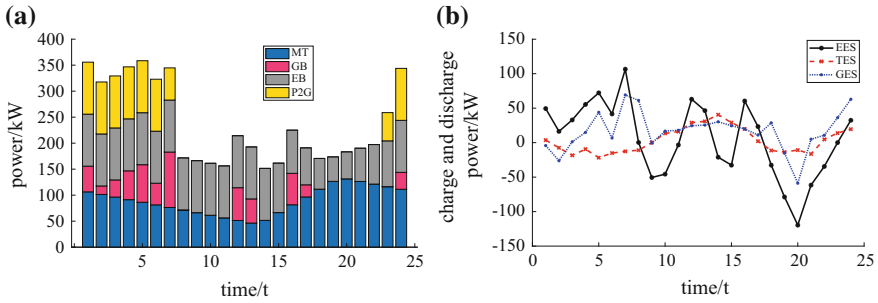 (a)
power/kW
400
350
300
250
200
150
100
50
0
5
10
15
20
25
time/t
MT
GB
EB
P2G
(b)
charge and discharge
power/kW
150
100
50
0
-50
-100
-150
0
5
10
15
20
25
time/t
EES
TES
GES